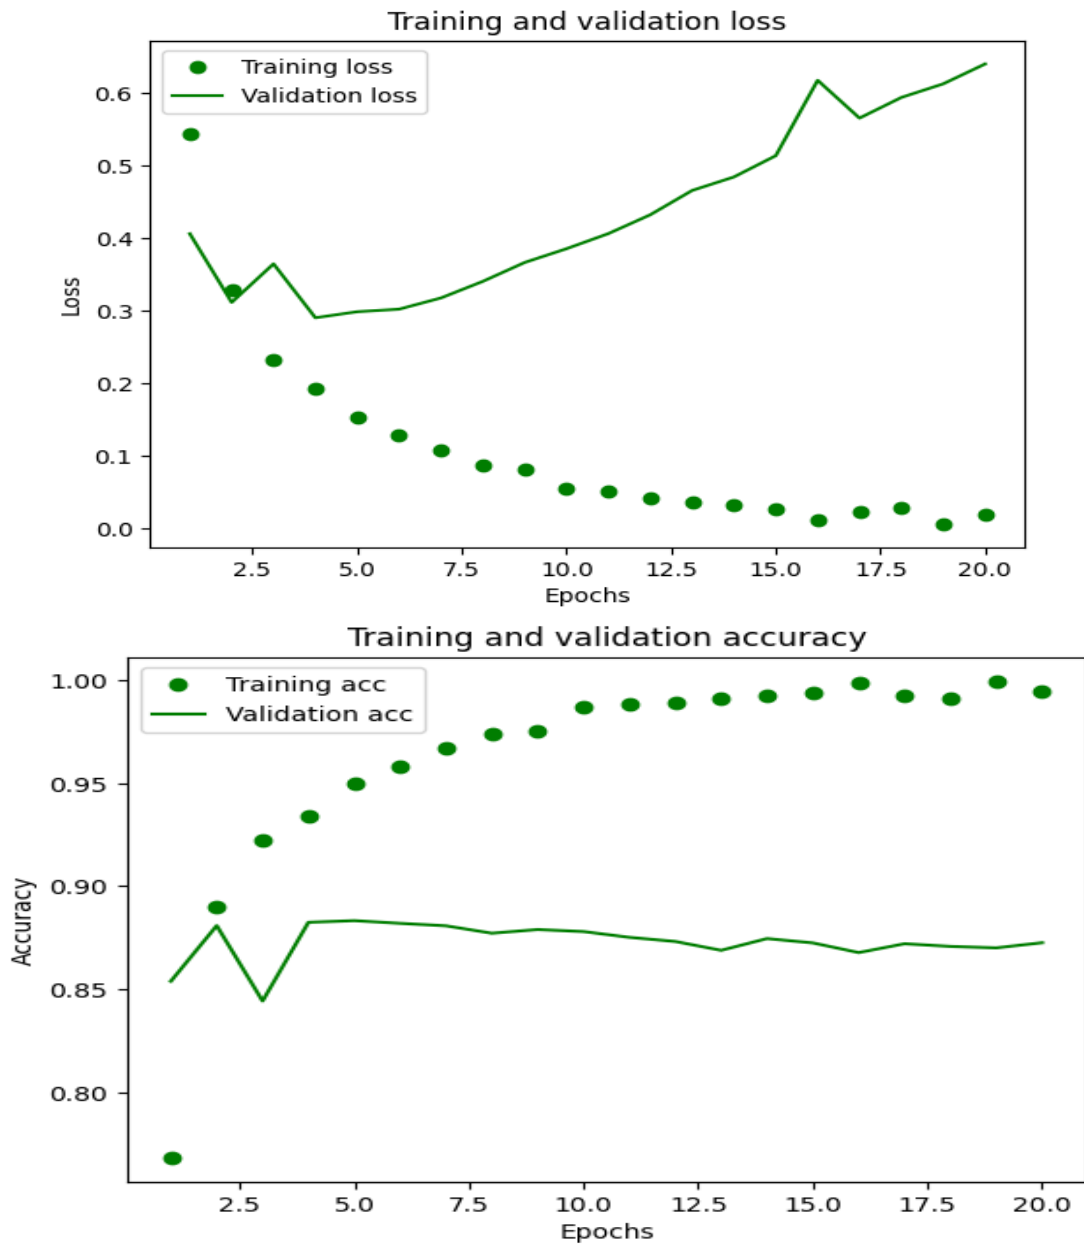 Training and validation loss
Training loss
Validation loss
0.6
0.5
0.4
0.3
0.2
0.1
0.0
Loss
2.5 5.0 7.5 10.0 12.5 15.0 17.5 20.0
Epochs
Training and validation accuracy
Training acc
Validation acc
1.00
0.95
0.90
0.85
0.80
Accuracy
2.5 5.0 7.5 10.0 12.5 15.0 17.5 20.0
Epochs